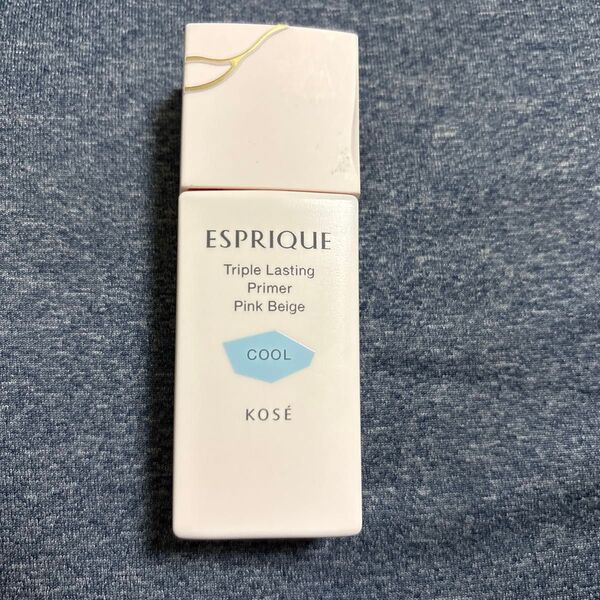 ESPRIQUE
Triple Lasting
Primer
Pink Beige
COOL
KOSÉ